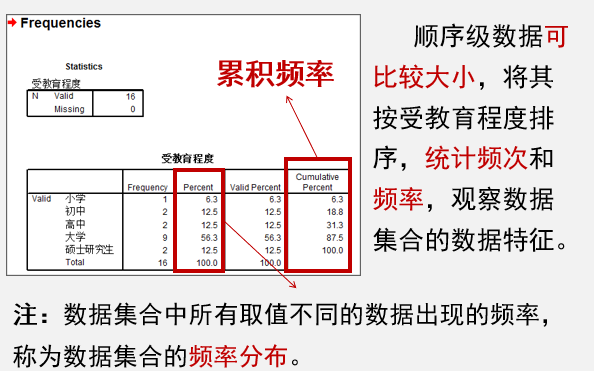 Frequencies
Statistics
受教育程度
N Valid 16
Missing 0
累积频率
受教育程度
Frequency Percent Valid Percent Cumulative Percent
Valid 小学 1 6.3 6.3 6.3
初中 2 12.5 12.5 18.8
高中 2 12.5 12.5 31.3
大学 9 56.3 56.3 87.5
硕士研究生 2 12.5 12.5 100.0
Total 16 100.0 100.0
顺序级数据可
比较大小，将其
按受教育程度排
序，统计频次和
频率，观察数据
集合的数据特征。
注：数据集合中所有取值不同的数据出现的频率，
称为数据集合的频率分布。